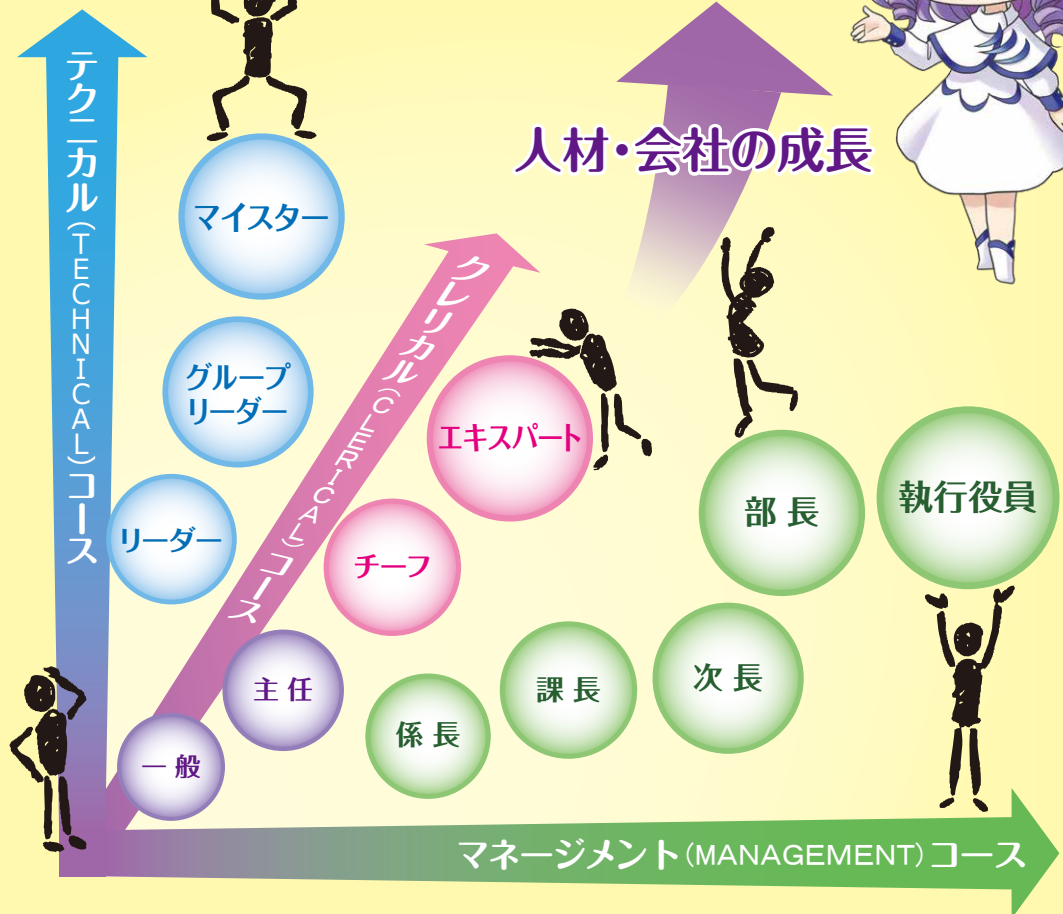 テクニカル(TECHNICAL)コース
人材・会社の成長
マイスター
クレリカル(CLERICAL)コース
グループ
リーダー
エキスパート
リーダー
チーフ
部長
執行役員
主任
係長
課長
次長
一般
マネージメント(MANAGEMENT)コース